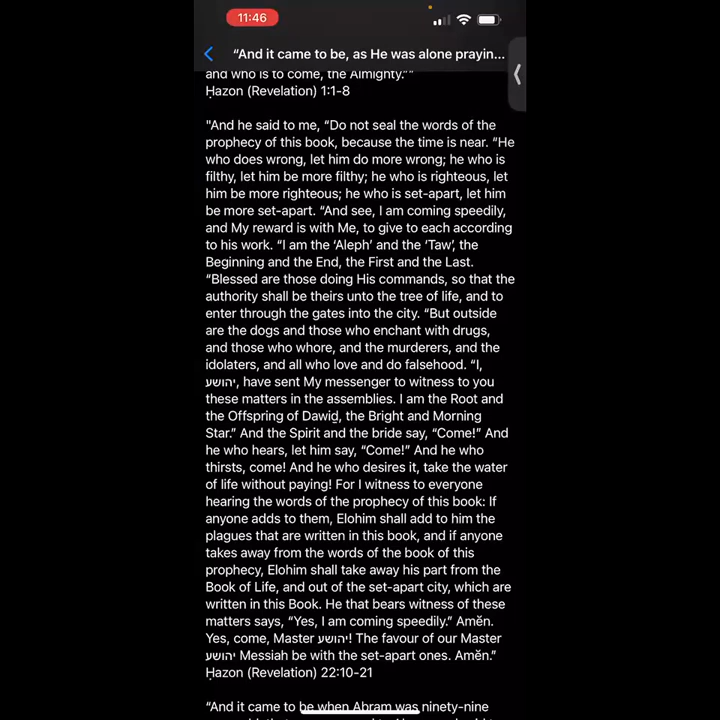 11:46
“And it came to be, as He was alone prayin...
and who is to come, the Almighty.”’”
Ḥazon (Revelation) 1:1-8
"And he said to me, “Do not seal the words of the
prophecy of this book, because the time is near. “He
who does wrong, let him do more wrong; he who is
filthy, let him be more filthy; he who is righteous, let
him be more righteous; he who is set-apart, let him
be more set-apart. “And see, I am coming speedily,
and My reward is with Me, to give to each according
to his work. “I am the ‘Aleph’ and the ‘Taw’, the
Beginning and the End, the First and the Last.
“Blessed are those doing His commands, so that the
authority shall be theirs unto the tree of life, and to
enter through the gates into the city. “But outside
are the dogs and those who enchant with drugs,
and those who whore, and the murderers, and the
idolaters, and all who love and do falsehood. “I,
יהושע, have sent My messenger to witness to you
these matters in the assemblies. I am the Root and
the Offspring of Dawiḏ, the Bright and Morning
Star.” And the Spirit and the bride say, “Come!” And
he who hears, let him say, “Come!” And he who
thirsts, come! And he who desires it, take the water
of life without paying! For I witness to everyone
hearing the words of the prophecy of this book: If
anyone adds to them, Elohim shall add to him the
plagues that are written in this book, and if anyone
takes away from the words of the book of this
prophecy, Elohim shall take away his part from the
Book of Life, and out of the set-apart city, which are
written in this Book. He that bears witness of these
matters says, “Yes, I am coming speedily.” Amĕn.
Yes, come, Master יהושע! The favour of our Master
יהושע Messiah be with the set-apart ones. Amĕn.”
Ḥazon (Revelation) 22:10-21
“And it came to be when Abram was ninety-nine